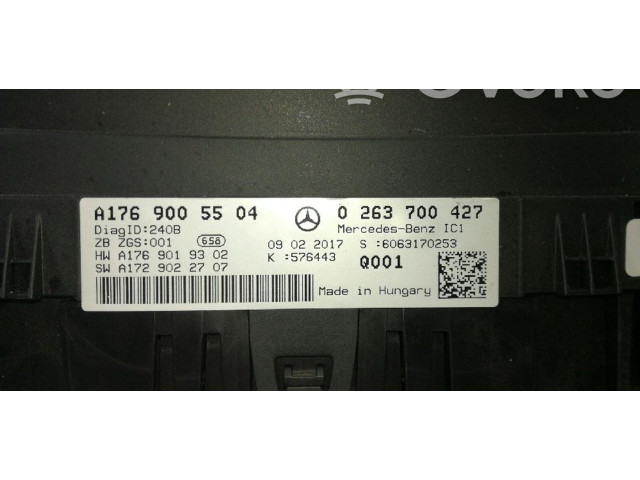 A176 900 55 04
0 263 700 427
DiagID:240B
Mercedes-Benz IC1
ZB ZGS:001 658
09 02 2017 S :6063170253
HW A176 901 93 02
K :576443 Q001
SW A172 902 27 07
Made in Hungary